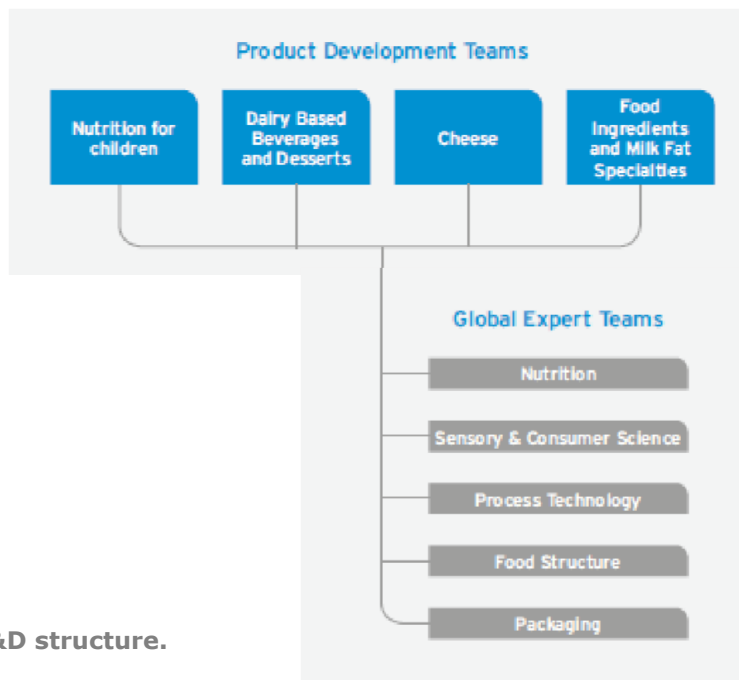 Product Development Teams
Nutrition for
children
Dairy Based
Beverages
and Desserts
Cheese
Food
Ingredients
and Milk Fat
Specialties
Global Expert Teams
Nutrition
Sensory & Consumer Science
Process Technology
Food Structure
Packaging
&D structure.